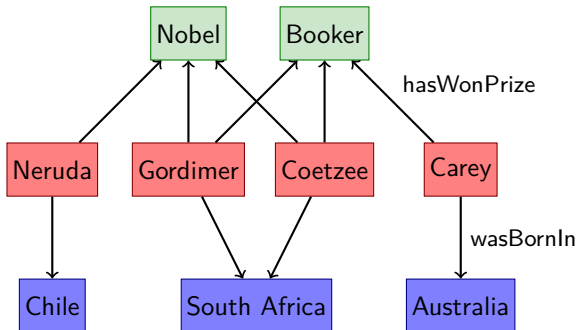 Nobel
Booker
hasWonPrize
Neruda
Gordimer
Coetzee
Carey
wasBornIn
Chile
South Africa
Australia